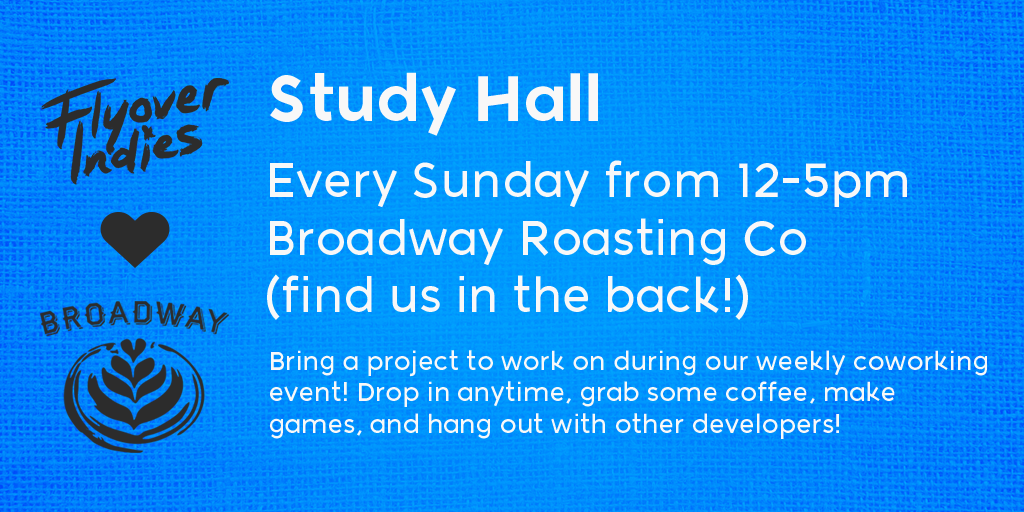 Flyover
Indies
BROADWAY
Study Hall
Every Sunday from 12-5pm
Broadway Roasting Co
(find us in the back!)
Bring a project to work on during our weekly coworking
event! Drop in anytime, grab some coffee, make
games, and hang out with other developers!